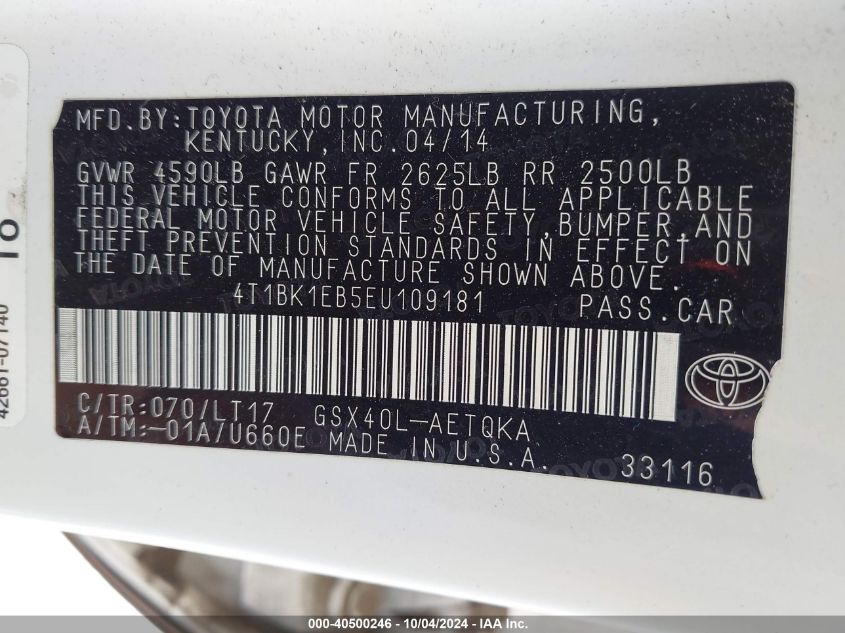 MFD.BY:TOYOTA MOTOR MANUFACTURING,
KENTUCKY,INC.04/14
GVWR 4590LB GAWR FR 2625LB RR 2500LB
THIS VEHICLE CONFORMS TO ALL APPLICABLE
FEDERAL MOTOR VEHICLE SAFETY,BUMPER,AND
THEFT PREVENTION STANDARDS IN EFFECT ON
THE DATE OF MANUFACTURE SHOWN ABOVE.
4T1BK1EB5EU109181 PASS.CAR
C/TR:070/LT17 GSX40L-AETQKA
A/TM:-01A/U660E MADE IN U.S.A.
33116
42661-07140
000-40500246 - 10/04/2024 - IAA Inc.